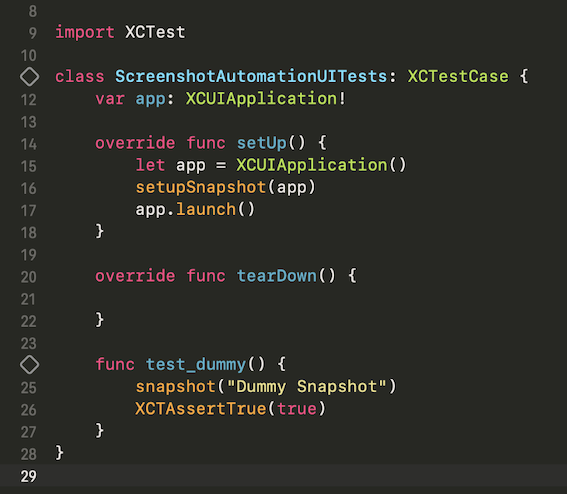 8
9 import XCTest
10
class ScreenshotAutomationUITests: XCTestCase {
12     var app: XCUIApplication!
13
14     override func setUp() {
15         let app = XCUIApplication()
16         setupSnapshot(app)
17         app.launch()
18     }
19
20     override func tearDown() {
21
22     }
23
    func test_dummy() {
25         snapshot("Dummy Snapshot")
26         XCTAssertTrue(true)
27     }
28 }
29